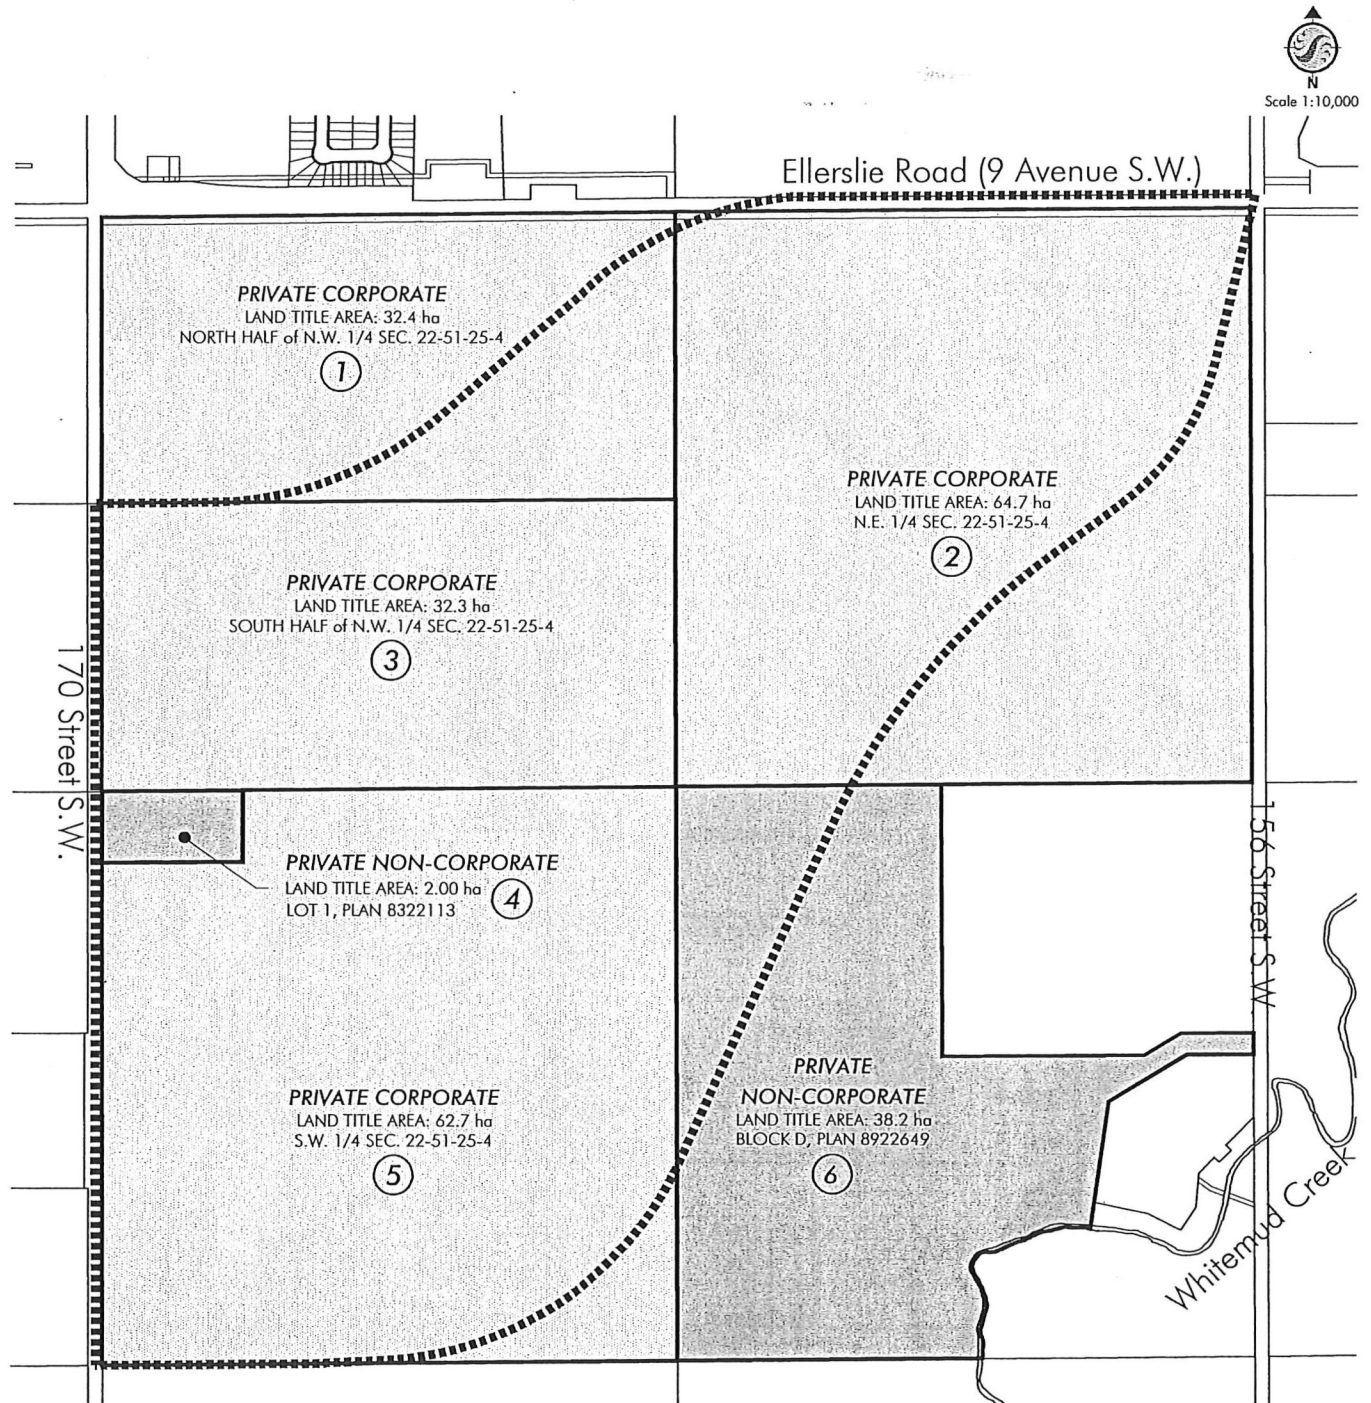 N
Scale 1:10,000
Ellerslie Road (9 Avenue S.W.)
PRIVATE CORPORATE
LAND TITLE AREA: 32.4 ha
NORTH HALF of N.W. 1/4 SEC. 22-51-25-4
1
PRIVATE CORPORATE
LAND TITLE AREA: 64.7 ha
N.E. 1/4 SEC. 22-51-25-4
2
PRIVATE CORPORATE
LAND TITLE AREA: 32.3 ha
SOUTH HALF of N.W. 1/4 SEC. 22-51-25-4
3
170 Street S.W.
PRIVATE NON-CORPORATE
LAND TITLE AREA: 2.00 ha
LOT 1, PLAN 8322113
4
156 Street S.W.
PRIVATE CORPORATE
LAND TITLE AREA: 62.7 ha
S.W. 1/4 SEC. 22-51-25-4
5
PRIVATE
NON-CORPORATE
LAND TITLE AREA: 38.2 ha
BLOCK D, PLAN 8922649
6
Whitemud Creek